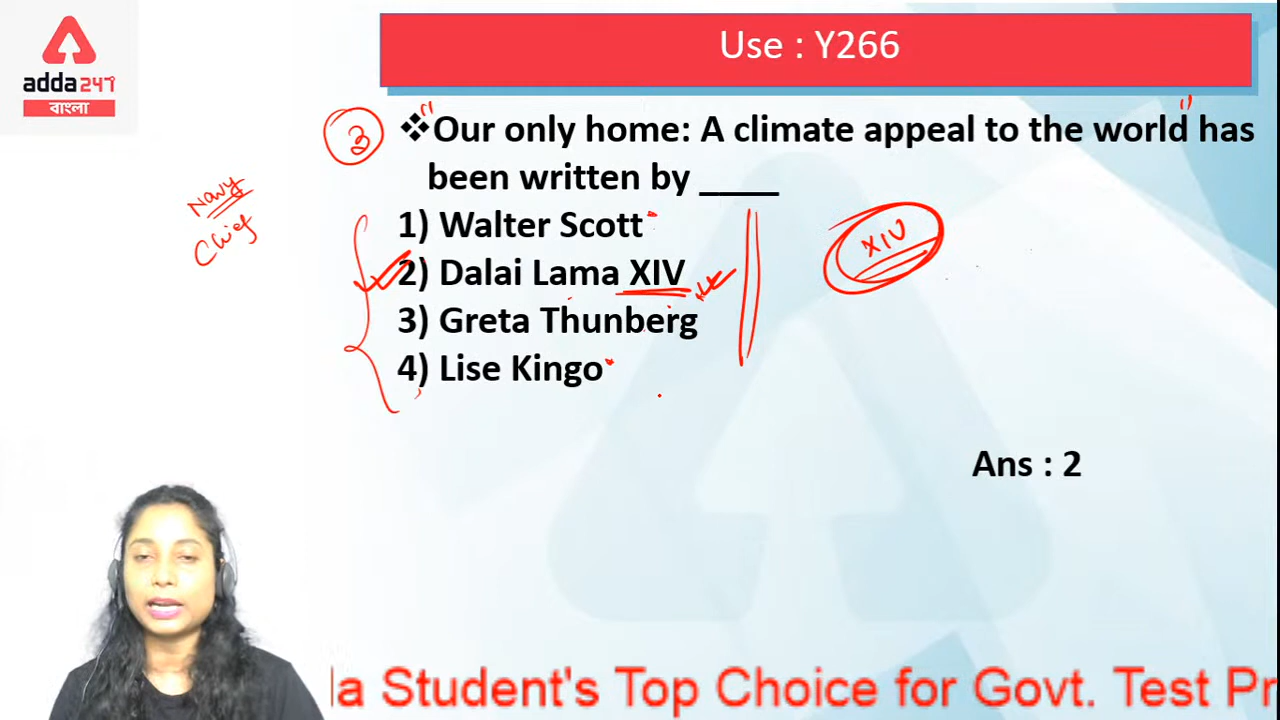 adda247
বাংলা
Use : Y266
3
❖"Our only home: A climate appeal to the world" has
been written by ____
Navy
Chief
1) Walter Scott
2) Dalai Lama XIV
XIV
3) Greta Thunberg
4) Lise Kingo
Ans : 2
la Student's Top Choice for Govt. Test Pr